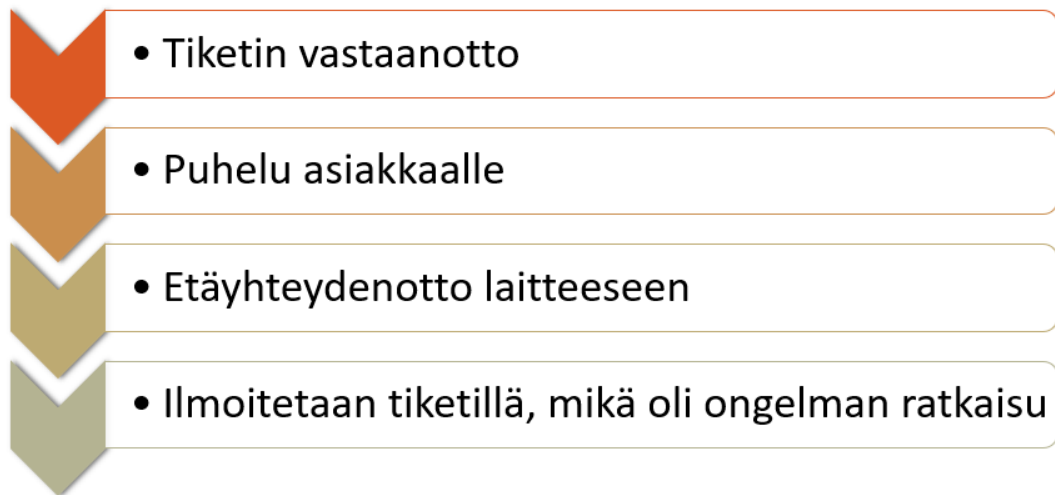 • Tiketin vastaanotto
• Puhelu asiakkaalle
• Etäyhteydenotto laitteeseen
• Ilmoitetaan tiketillä, mikä oli ongelman ratkaisu